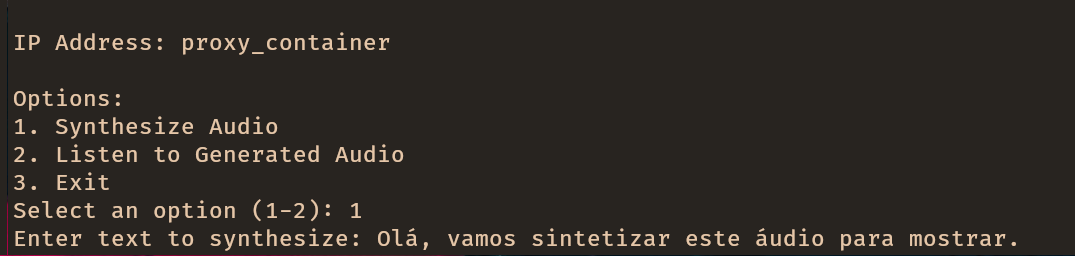 IP Address: proxy_container
Options:
1. Synthesize Audio
2. Listen to Generated Audio
3. Exit
Select an option (1-2): 1
Enter text to synthesize: Olá, vamos sintetizar este áudio para mostrar.